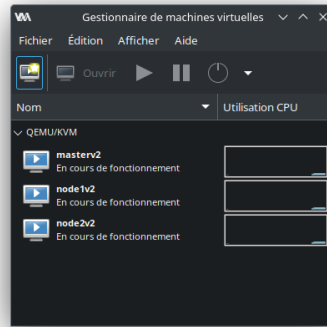 Gestionnaire de machines virtuelles
Fichier Édition Afficher Aide
Ouvrir
Nom Utilisation CPU
QEMU/KVM
masterv2
En cours de fonctionnement
node1v2
En cours de fonctionnement
node2v2
En cours de fonctionnement